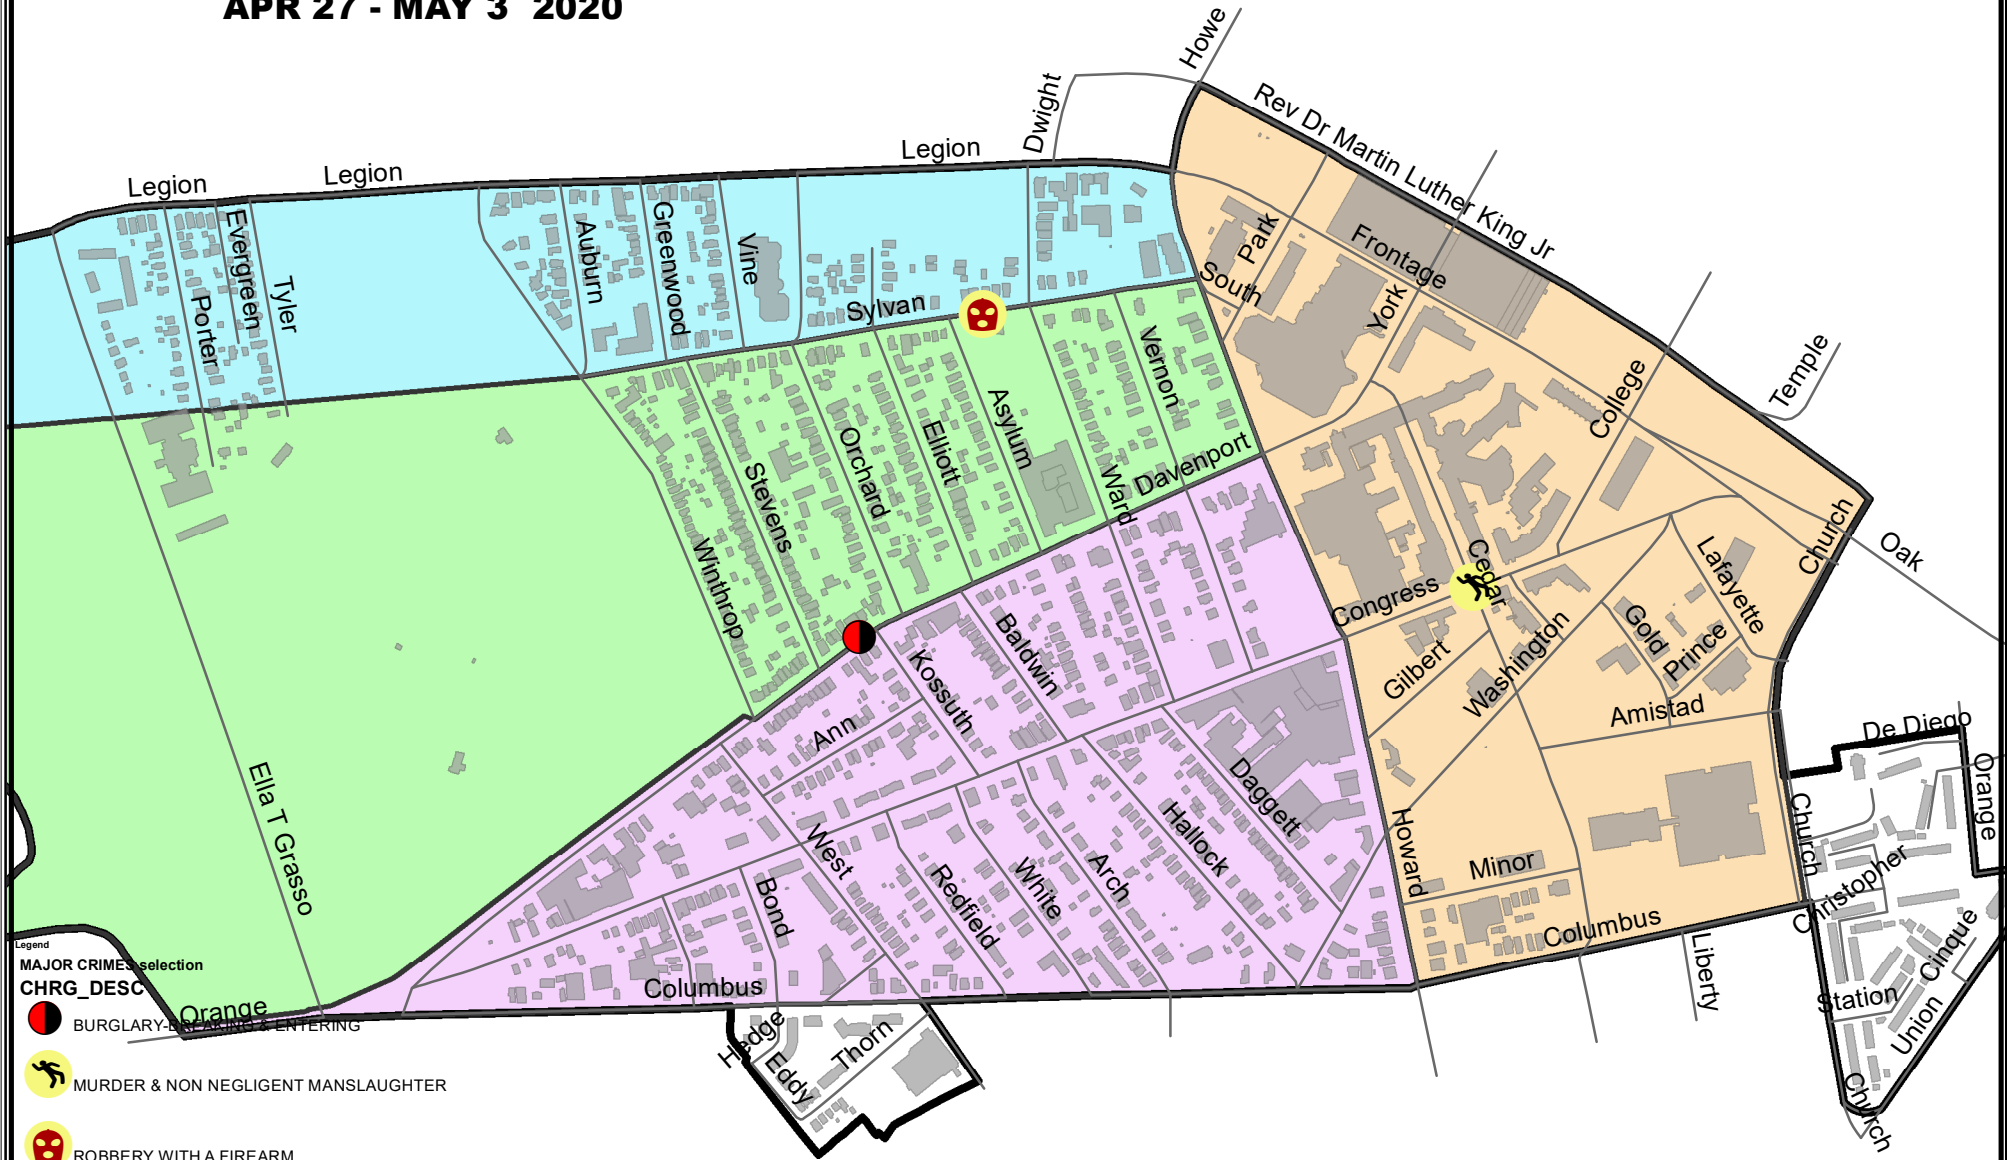 APR 27 - MAY 3 2020
Howe
Rev Dr Martin Luther King Jr
Dwight
Legion
Legion
Legion
Evergreen
Porter
Tyler
Auburn
Greenwood
Vine
Sylvan
Park
South
Frontage
York
College
Temple
Vernon
Asylum
Elliott
Orchard
Stevens
Winthrop
Ward
Davenport
Church
Oak
Cedar
Congress
Gilbert
Washington
Lafayette
Gold
Prince
Amistad
Baldwin
Kossuth
Ann
De Diego
Orange
Ella T Grasso
West
Bond
Redfield
White
Arch
Hallock
Daggett
Howard
Minor
Columbus
Church
Christopher
Cinque
Liberty
Station
Union
Church
Columbus
Orange
Hedge
Eddy
Thorn
Legend
MAJOR CRIMES selection
CHRG_DESC
BURGLARY-BREAKING & ENTERING
MURDER & NON NEGLIGENT MANSLAUGHTER
ROBBERY WITH A FIREARM